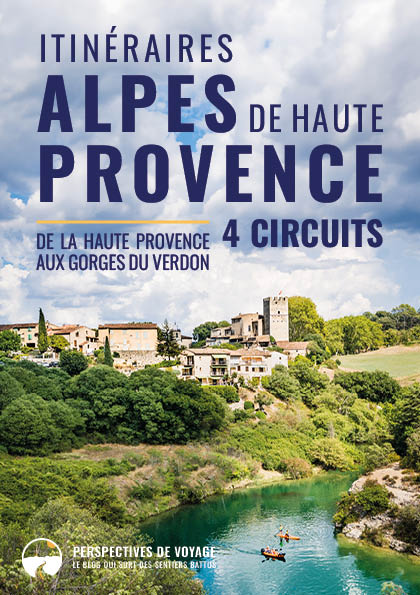 ITINÉRAIRES
ALPES DE HAUTE
PROVENCE
DE LA HAUTE PROVENCE
AUX GORGES DU VERDON
4 CIRCUITS
PERSPECTIVES DE VOYAGE
LE BLOG QUI SORT DES SENTIERS BATTUS